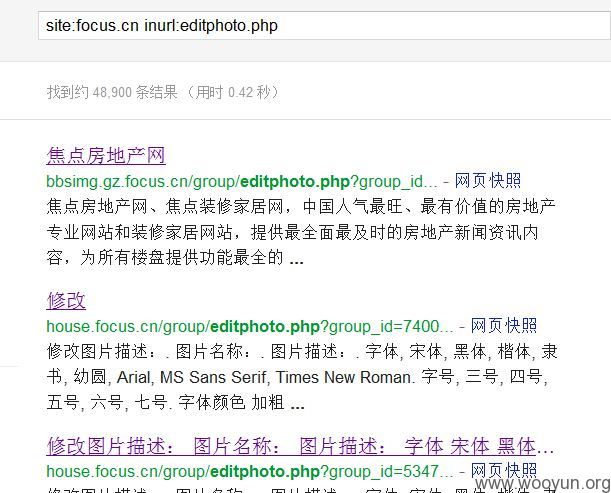 site:focus.cn inurl:editphoto.php
找到约 48,900 条结果 （用时 0.42 秒）
焦点房地产网
bbsimg.gz.focus.cn/group/editphoto.php?group_id... - 网页快照
焦点房地产网、焦点装修家居网，中国人气最旺、最有价值的房地产
专业网站和装修家居网站，提供最全面最及时的房地产新闻资讯内
容，为所有楼盘提供功能最全的 ...
修改
house.focus.cn/group/editphoto.php?group_id=7400... - 网页快照
修改图片描述：. 图片名称：. 图片描述：. 字体, 宋体, 黑体, 楷体, 隶
书, 幼圆, Arial, MS Sans Serif, Times New Roman. 字号, 三号, 四号,
五号, 六号, 七号. 字体颜色 加粗 ...
修改图片描述： 图片名称： 图片描述： 字体 宋体 黑体...
house.focus.cn/group/editphoto.php?group_id=5347... - 网页快照
www.wooyun.org